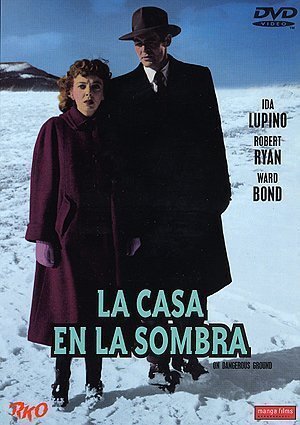 DVD
VIDEO
IDA
LUPINO
ROBERT
RYAN
WARD
BOND
LA CASA
EN LA SOMBRA
ON DANGEROUS GROUND
RKO
manga films